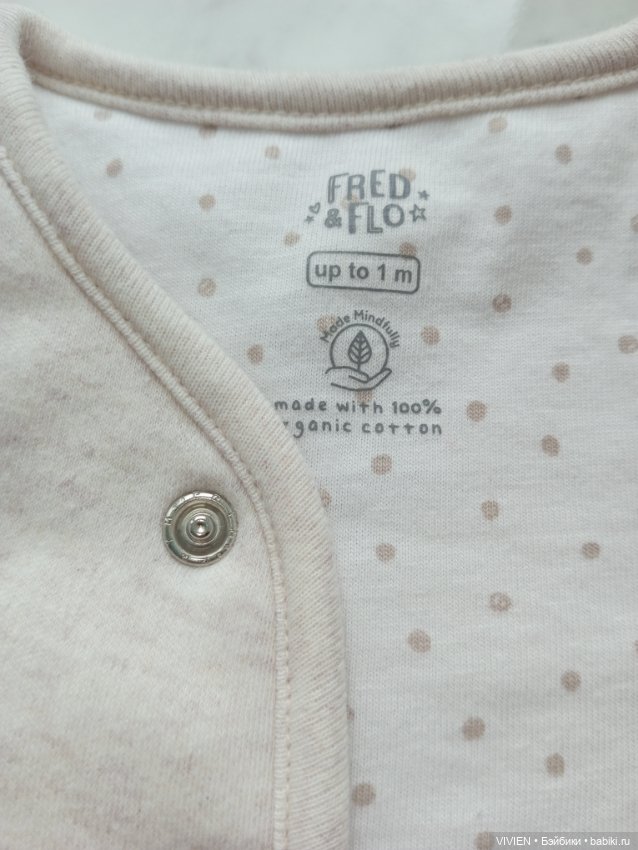 FRED
& FLO
up to 1 m
Made Mindfully
made with 100%
rganic cotton
VIVIEN • Бэйбики • babiki.ru